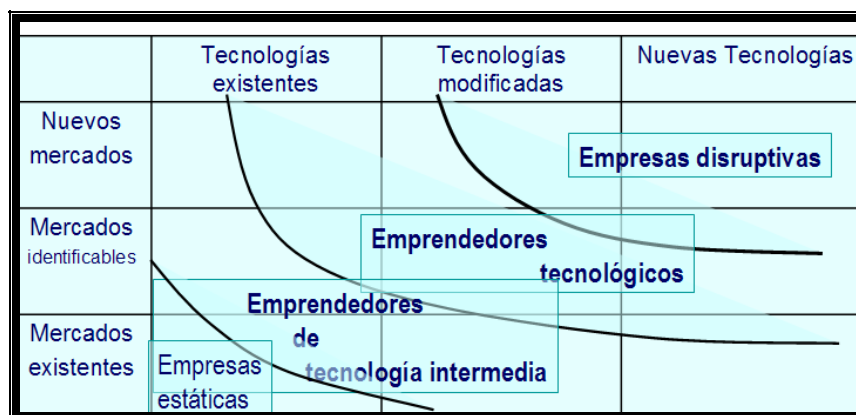 Tecnologías
existentes
Tecnologías
modificadas
Nuevas Tecnologías
Nuevos
mercados
Empresas disruptivas
Mercados
identificables
Emprendedores
tecnológicos
Emprendedores
de
tecnología intermedia
Mercados
existentes
Empresas
estáticas